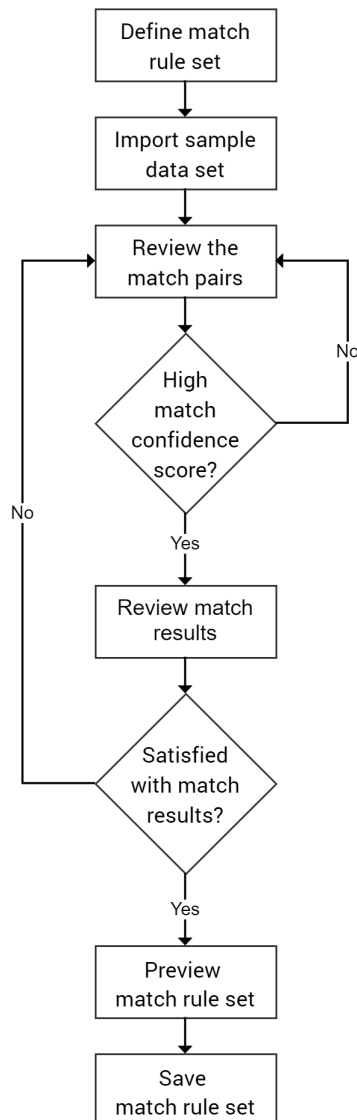 Define match
rule set
Import sample
data set
Review the
match pairs
High
match
confidence
score?
No
No
Yes
Review match
results
Satisfied
with match
results?
Yes
Preview
match rule set
Save
match rule set